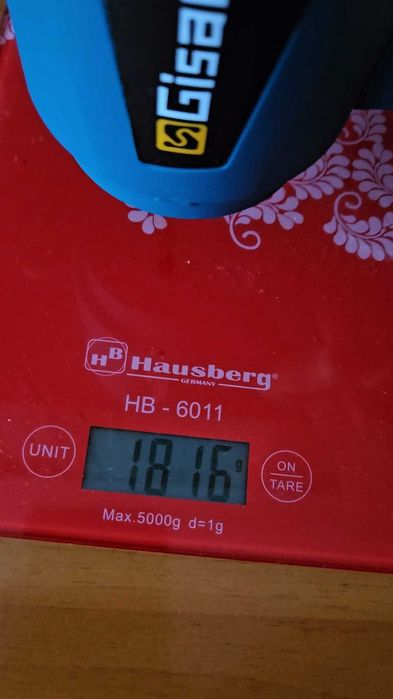 Gisa
HB Hausberg®
GERMANY
HB - 6011
UNIT
1816g
ON
TARE
Max.5000g d=1g